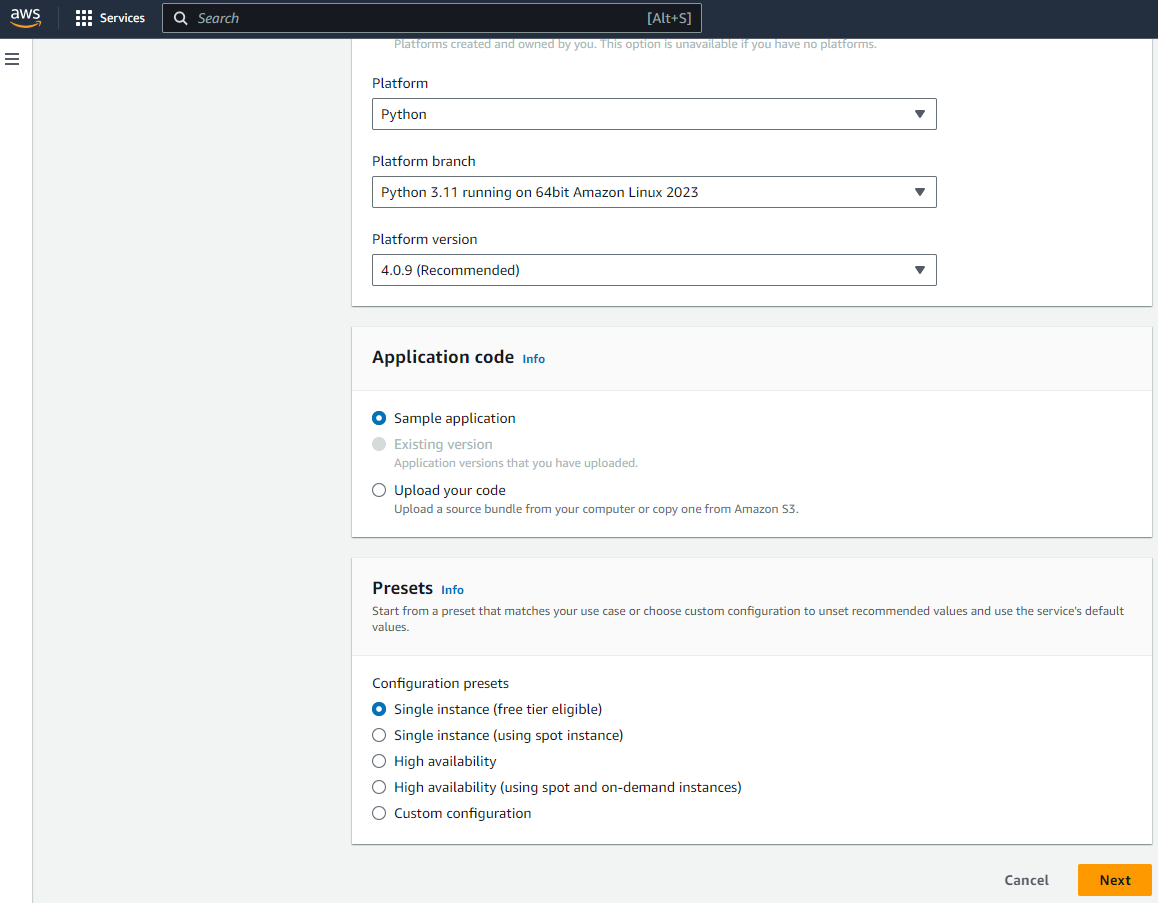 aws
Services
Search
[Alt+S]
Platforms created and owned by you. This option is unavailable if you have no platforms.
Platform
Python
Platform branch
Python 3.11 running on 64bit Amazon Linux 2023
Platform version
4.0.9 (Recommended)
Application code Info
Sample application
Existing version
Application versions that you have uploaded.
Upload your code
Upload a source bundle from your computer or copy one from Amazon S3.
Presets Info
Start from a preset that matches your use case or choose custom configuration to unset recommended values and use the service's default
values.
Configuration presets
Single instance (free tier eligible)
Single instance (using spot instance)
High availability
High availability (using spot and on-demand instances)
Custom configuration
Cancel
Next